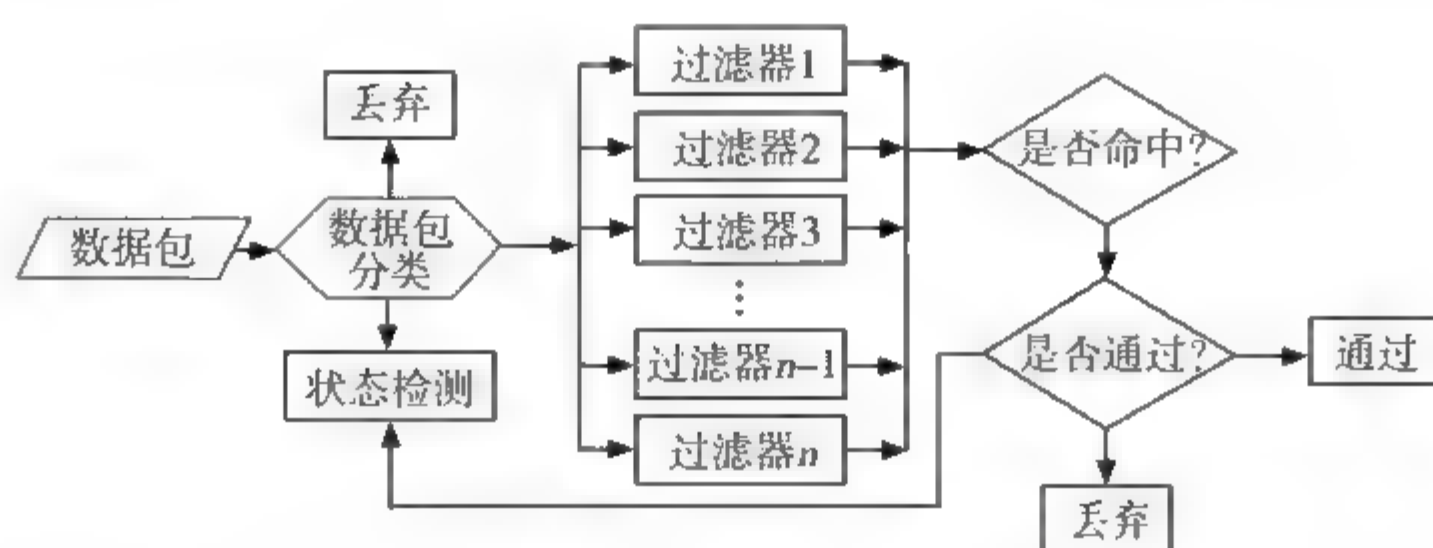 丢弃
数据包
数据包
分类
状态检测
过滤器1
过滤器2
过滤器3
⋮
过滤器n-1
过滤器n
是否命中?
是否通过?
通过
丢弃